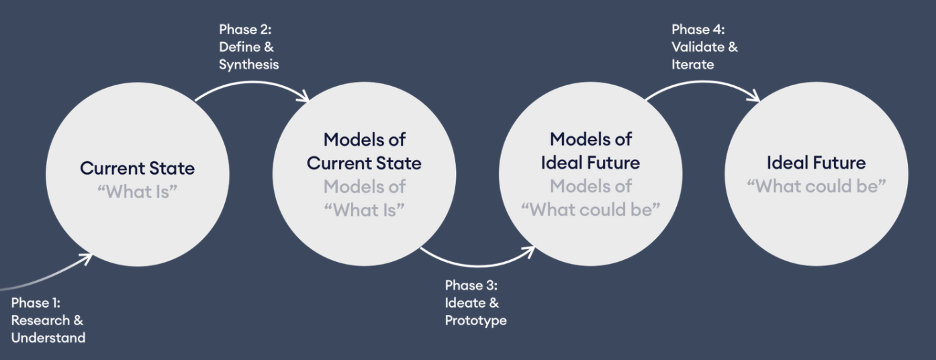 Phase 1:
Research &
Understand
Current State
“What Is”
Phase 2:
Define &
Synthesis
Models of
Current State
Models of
“What Is”
Phase 3:
Ideate &
Prototype
Models of
Ideal Future
Models of
“What could be”
Phase 4:
Validate &
Iterate
Ideal Future
“What could be”